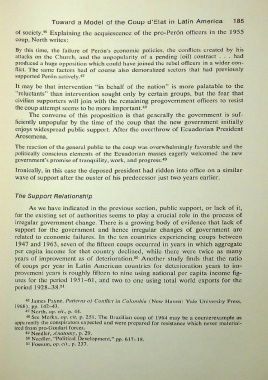 Toward a Model of the Coup d'Etat in Latin America 185
of society.⁴⁶ Explaining the acquiescence of the pro-Perón officers in the 1955
coup, North writes:
By this time, the failure of Perón's economic policies, the conflicts created by his
attacks on the Church, and the unpopularity of a pending [oil] contract . . . had
produced a huge opposition which could have joined the rebel officers in a wider con-
flict. The same factors had of course also demoralized sectors that had previously
supported Perón actively.⁴⁷
It may be that intervention "in behalf of the nation" is more palatable to the
"reluctants" than intervention sought only by certain groups, but the fear that
civilian supporters will join with the remaining progovernment officers to resist
the coup attempt seems to be more important.⁴⁸
The converse of this proposition is that generally the government is suf-
ficiently unpopular by the time of the coup that the new government initially
enjoys widespread public support. After the overthrow of Ecuadorian President
Arosemena,
The reaction of the general public to the coup was overwhelmingly favorable and the
politically conscious elements of the Ecuadorian masses eagerly welcomed the new
government's promise of tranquility, work, and progress.⁴⁹
Ironically, in this case the deposed president had ridden into office on a similar
wave of support after the ouster of his predecessor just two years earlier.
The Support Relationship
As we have indicated in the previous section, public support, or lack of it,
for the existing set of authorities seems to play a crucial role in the process of
irregular government change. There is a growing body of evidence that lack of
support for the government and hence irregular changes of government are
related to economic failures. In the ten countries experiencing coups between
1947 and 1963, seven of the fifteen coups occurred in years in which aggregate
per capita income for that country declined, while there were twice as many
years of improvement as of deterioration.⁵⁰ Another study finds that the ratio
of coups per year in Latin American countries for deterioration years to im-
provement years is roughly fifteen to nine using national per capita income fig-
ures for the period 1951–61, and two to one using total world exports for the
period 1928–
⁴⁶ James Payne, Patterns of Conflict in Colombia (New Haven: Yale University Press,
1968), pp.
⁴⁷ North, op. cit., p.
⁴⁸ See Merkx, op. cit., p. 251. The Brazilian coup of 1964 may be a counterexample as
apparently the conspirators expected and were prepared for resistance which never material-
ized from pro-Goulart forces.
⁴⁹ Needler, Anatomy, p. 20.
⁵⁰ Needler, "Political Development," pp. 617–18.
⁵¹ Fossum, op. cit., p. 237.